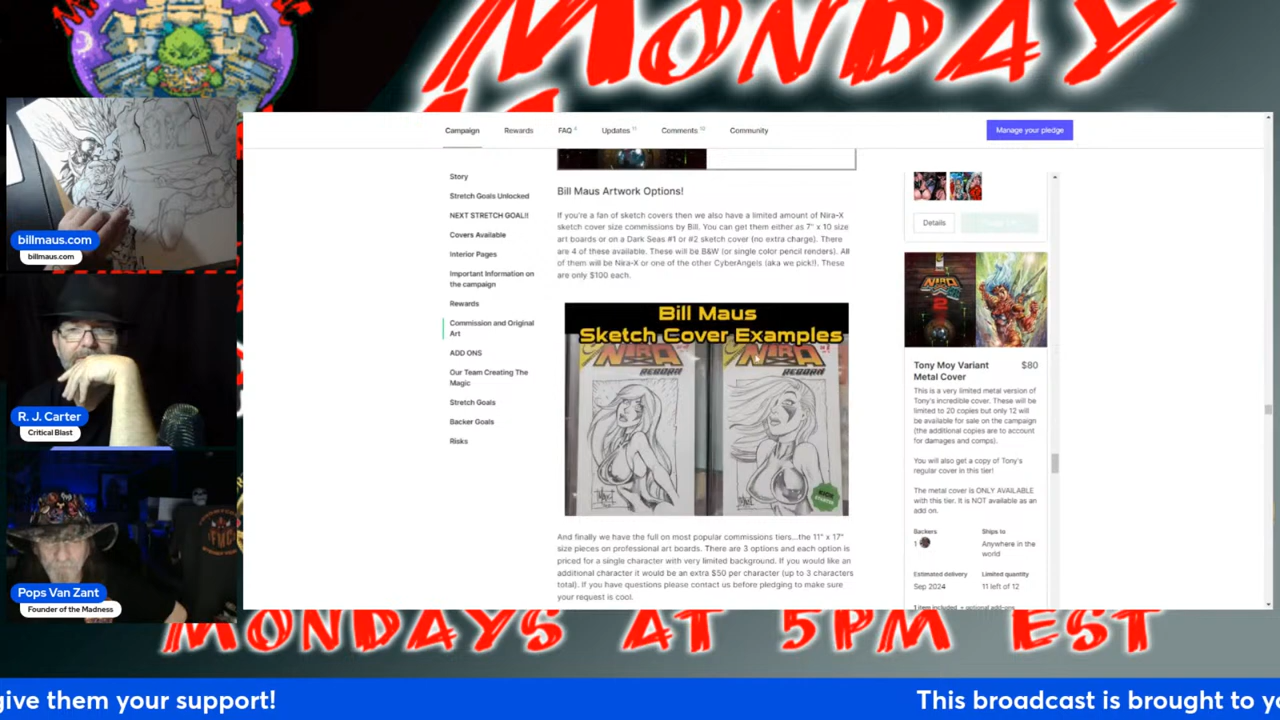 MONDAY
billmaus.com
billmaus.com
R. J. Carter
Critical Blast
Pops Van Zant
Founder of the Madness
Campaign
Rewards
FAQ 4
Updates 11
Comments 12
Community
Manage your pledge
Story
Stretch Goals Unlocked
NEXT STRETCH GOAL!!
Covers Available
Interior Pages
Important Information on
the campaign
Rewards
Commission and Original
Art
ADD ONS
Our Team Creating The
Magic
Stretch Goals
Backer Goals
Risks
Bill Maus Artwork Options!
If you're a fan of sketch covers then we also have a limited amount of Nira-X
sketch cover size commissions by Bill. You can get them either as 7" x 10 size
art boards or on a Dark Seas #1 or #2 sketch cover (no extra charge). There
are 4 of these available. These will be B&W (or single color pencil renders). All
of them will be Nira-X or one of the other CyberAngels (aka we pick!). These
are only $100 each.
Bill Maus
Sketch Cover Examples
NIRA
REBORN
NIRA
REBORN
And finally we have the full on most popular commissions tiers...the 11" x 17"
size pieces on professional art boards. There are 3 options and each option is
priced for a single character with very limited background. If you would like an
additional character it would be an extra $50 per character (up to 3 characters
total). If you have questions please contact us before pledging to make sure
your request is cool.
Details
NIRA
2
Tony Moy Variant
Metal Cover
$80
This is a very limited metal version of
Tony's incredible cover. These will be
limited to 20 copies but only 12 will
be available for sale on the campaign
(the additional copies are to account
for damages and comps).
You will also get a copy of Tony's
regular cover in this tier!
The metal cover is ONLY AVAILABLE
with this tier. It is NOT available as an
add on.
Backers
1
Ships to
Anywhere in the
world
Estimated delivery
Sep 2024
Limited quantity
11 left of 12
1 item included + optional add-ons
MONDAYS AT 5PM EST
give them your support!
This broadcast is brought to yo